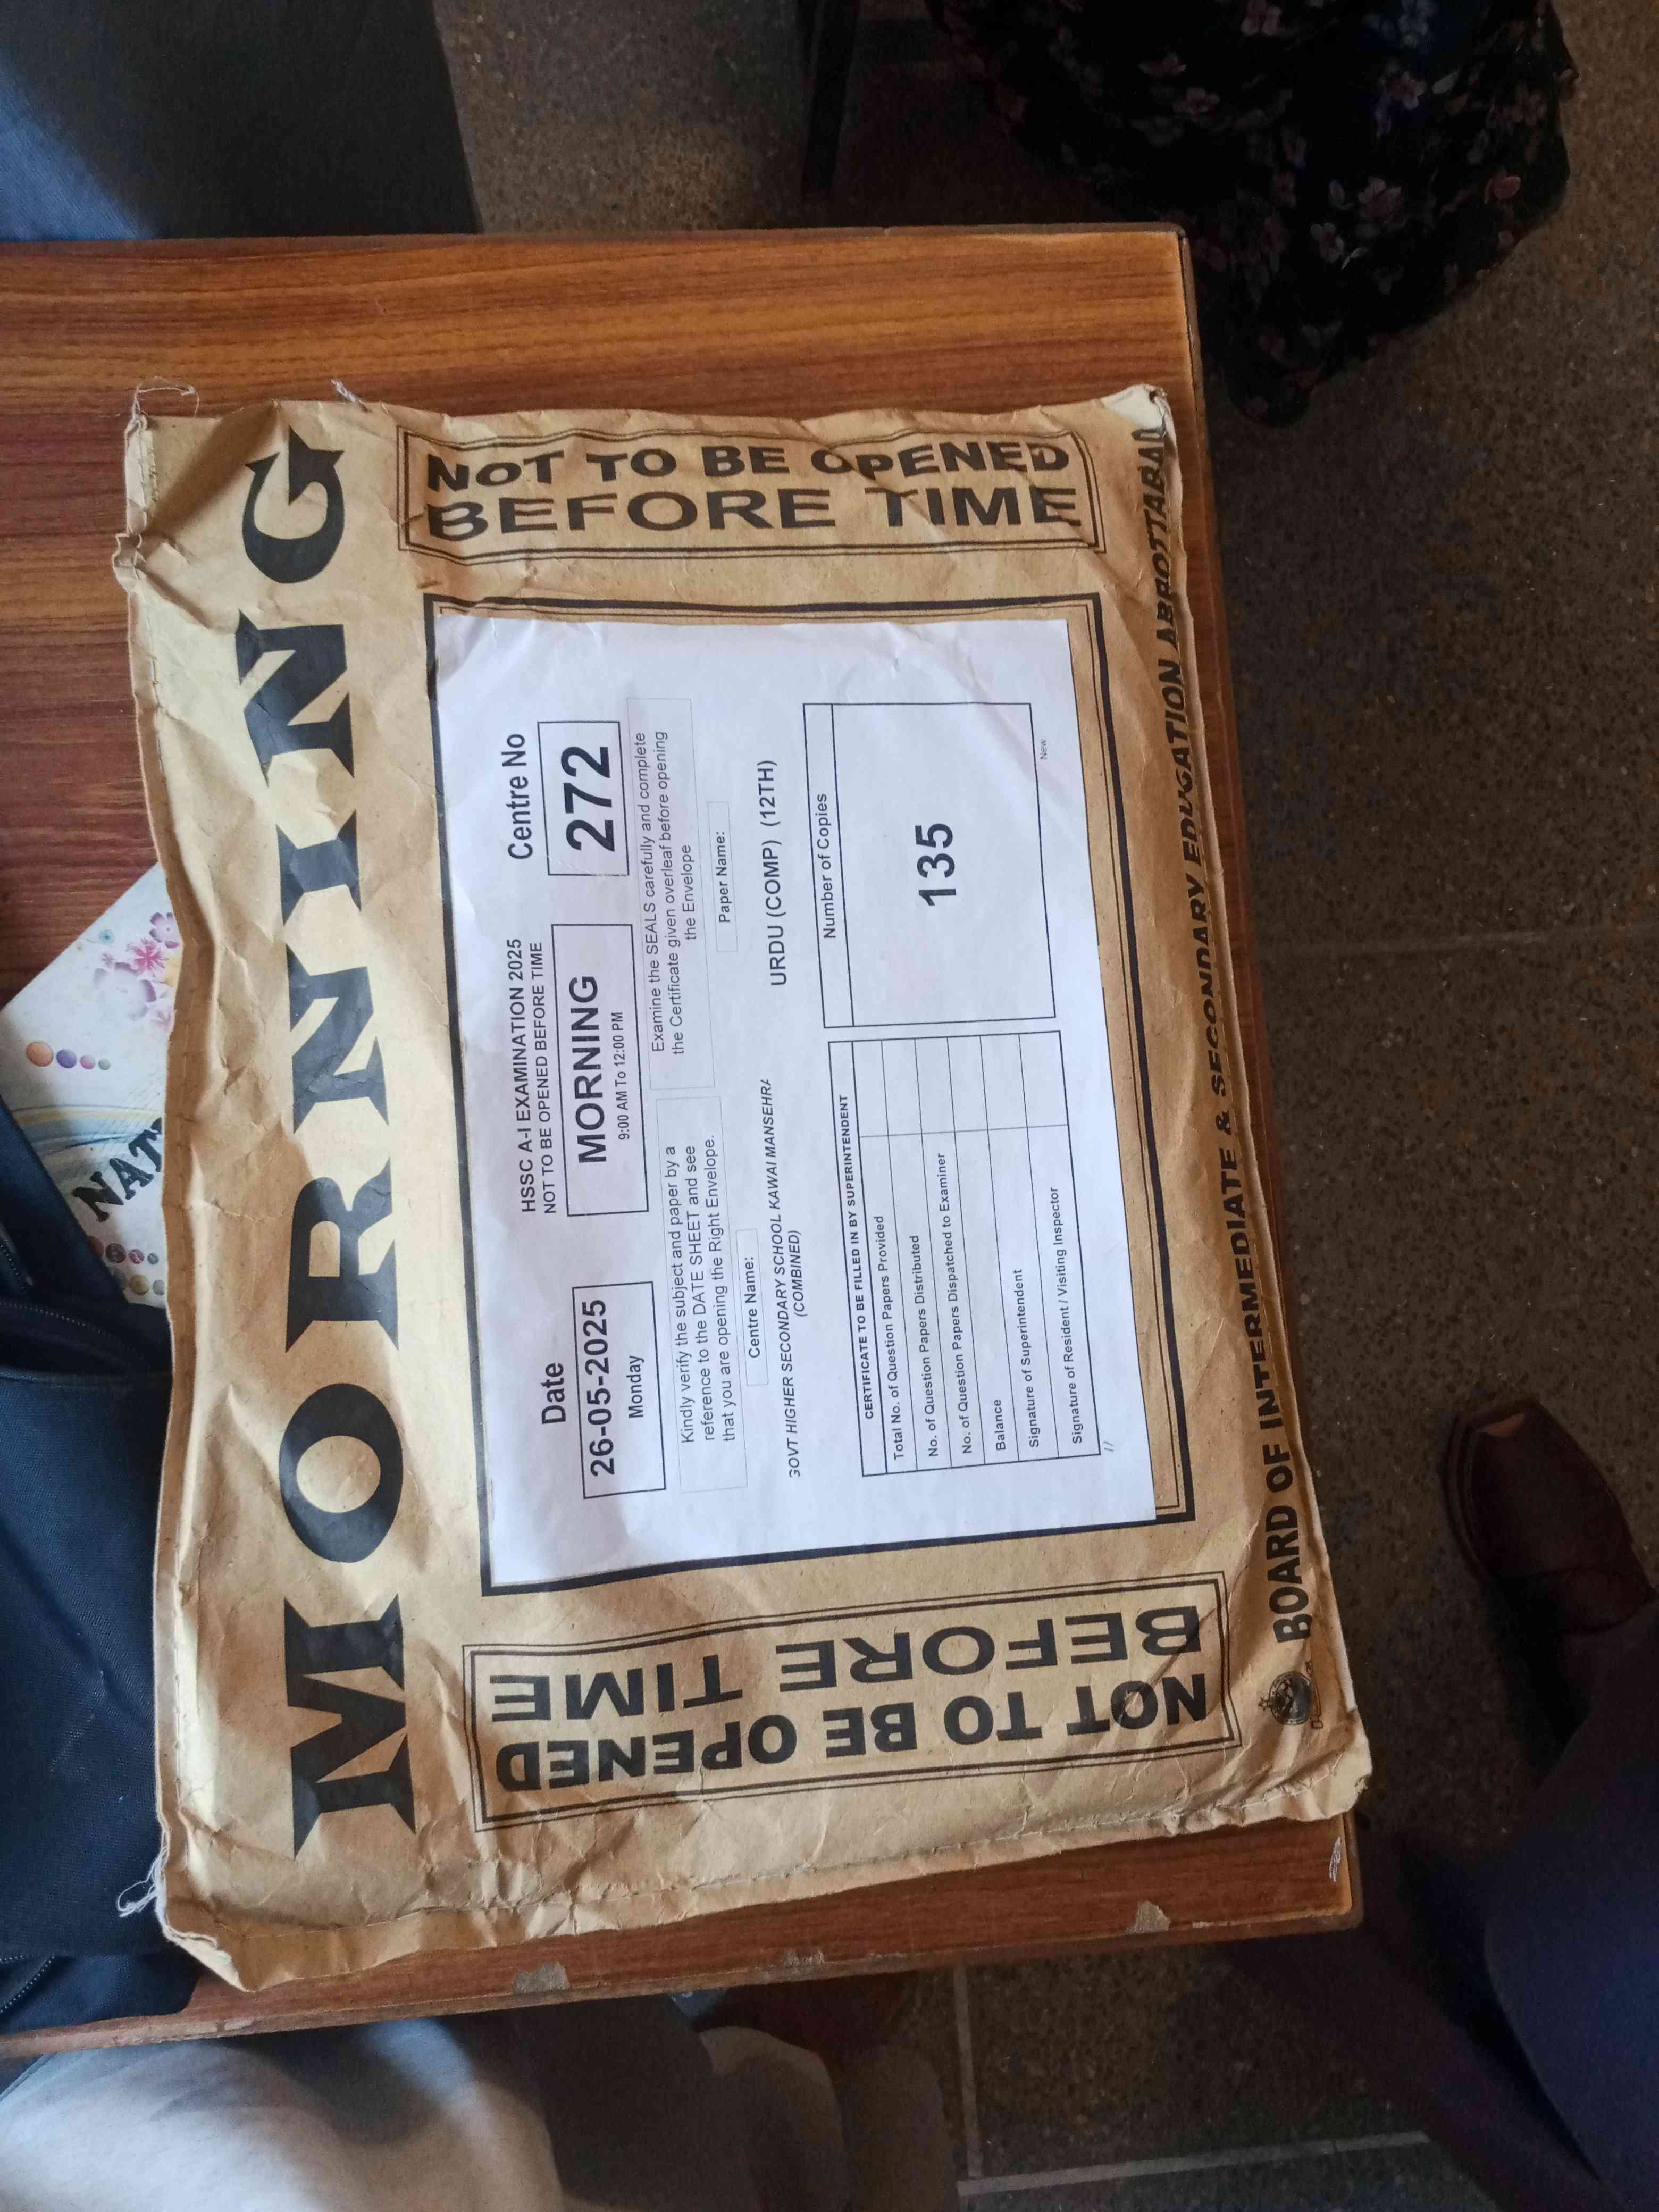 MORNING
NOT TO BE OPENED
BEFORE TIME
HSSC A-I EXAMINATION 2025
NOT TO BE OPENED BEFORE TIME
Date
26-05-2025
Monday
MORNING
9:00 AM To 12:00 PM
Centre No
272
Kindly verify the subject and paper by a
reference to the DATE SHEET and see
that you are opening the Right Envelope.
Examine the SEALS carefully and complete
the Certificate given overleaf before opening
the Envelope
Centre Name:
GOVT HIGHER SECONDARY SCHOOL KAWAI MANSEHRA
(COMBINED)
Paper Name:
URDU (COMP) (12TH)
CERTIFICATE TO BE FILLED IN BY SUPERINTENDENT
Total No. of Question Papers Provided
No. of Question Papers Distributed
No. of Question Papers Dispatched to Examiner
Balance
Signature of Superintendent
Signature of Resident / Visiting Inspector
Number of Copies
135
New
NOT TO BE OPENED
BEFORE TIME
BOARD OF INTERMEDIATE & SECONDARY EDUCATION ABBOTTABAD
NAT